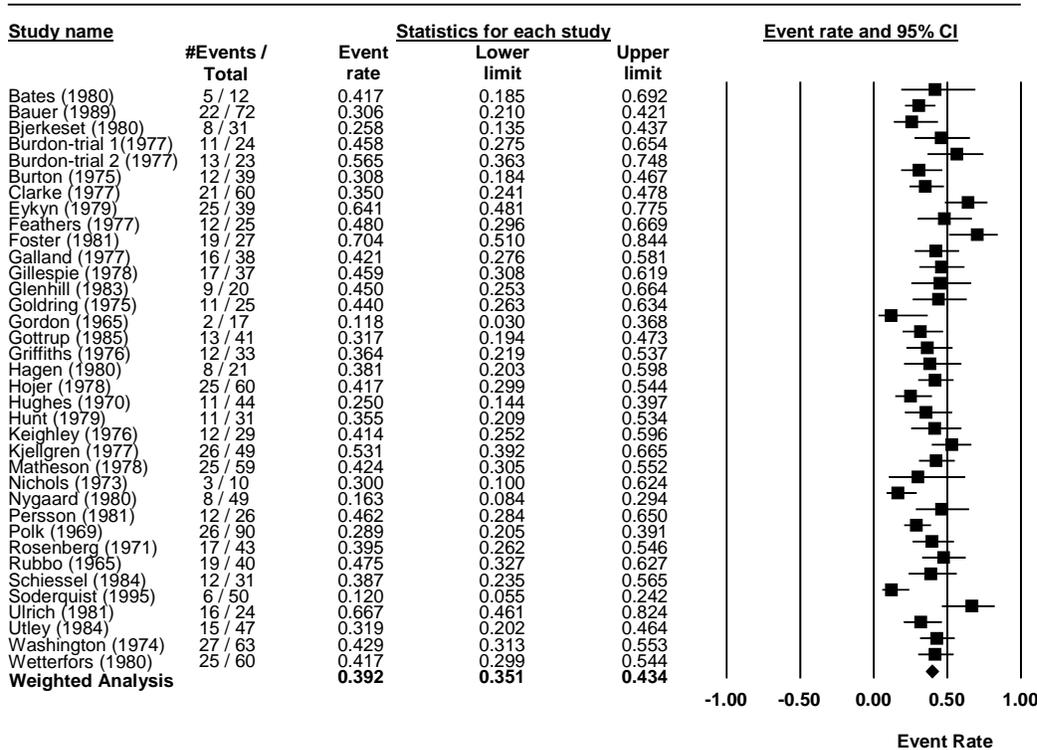 Study name Statistics for each study Event rate and 95% CI
#Events / Event Lower Upper
Total rate limit limit
Bates (1980) 5 / 12 0.417 0.185 0.692
Bauer (1989) 22 / 72 0.306 0.210 0.421
Bjerkeset (1980) 8 / 31 0.258 0.135 0.437
Burdon-trial 1(1977) 11 / 24 0.458 0.275 0.654
Burdon-trial 2 (1977) 13 / 23 0.565 0.363 0.748
Burton (1975) 12 / 39 0.308 0.184 0.467
Clarke (1977) 21 / 60 0.350 0.241 0.478
Eykyn (1979) 25 / 39 0.641 0.481 0.775
Feathers (1977) 12 / 25 0.480 0.296 0.669
Foster (1981) 19 / 27 0.704 0.510 0.844
Galland (1977) 16 / 38 0.421 0.276 0.581
Gillespie (1978) 17 / 37 0.459 0.308 0.619
Glenhill (1983) 9 / 20 0.450 0.253 0.664
Goldring (1975) 11 / 25 0.440 0.263 0.634
Gordon (1965) 2 / 17 0.118 0.030 0.368
Gottrup (1985) 13 / 41 0.317 0.194 0.473
Griffiths (1976) 12 / 33 0.364 0.219 0.537
Hagen (1980) 8 / 21 0.381 0.203 0.598
Hojer (1978) 25 / 60 0.417 0.299 0.544
Hughes (1970) 11 / 44 0.250 0.144 0.397
Hunt (1979) 11 / 31 0.355 0.209 0.534
Keighley (1976) 12 / 29 0.414 0.252 0.596
Kjellgren (1977) 26 / 49 0.531 0.392 0.665
Matheson (1978) 25 / 59 0.424 0.305 0.552
Nichols (1973) 3 / 10 0.300 0.100 0.624
Nygaard (1980) 8 / 49 0.163 0.084 0.294
Persson (1981) 12 / 26 0.462 0.284 0.650
Polk (1969) 26 / 90 0.289 0.205 0.391
Rosenberg (1971) 17 / 43 0.395 0.262 0.546
Rubbo (1965) 19 / 40 0.475 0.327 0.627
Schiessel (1984) 12 / 31 0.387 0.235 0.565
Soderquist (1995) 6 / 50 0.120 0.055 0.242
Ulrich (1981) 16 / 24 0.667 0.461 0.824
Utley (1984) 15 / 47 0.319 0.202 0.464
Washington (1974) 27 / 63 0.429 0.313 0.553
Wetterfors (1980) 25 / 60 0.417 0.299 0.544
Weighted Analysis 0.392 0.351 0.434
-1.00 -0.50 0.00 0.50 1.00
Event Rate